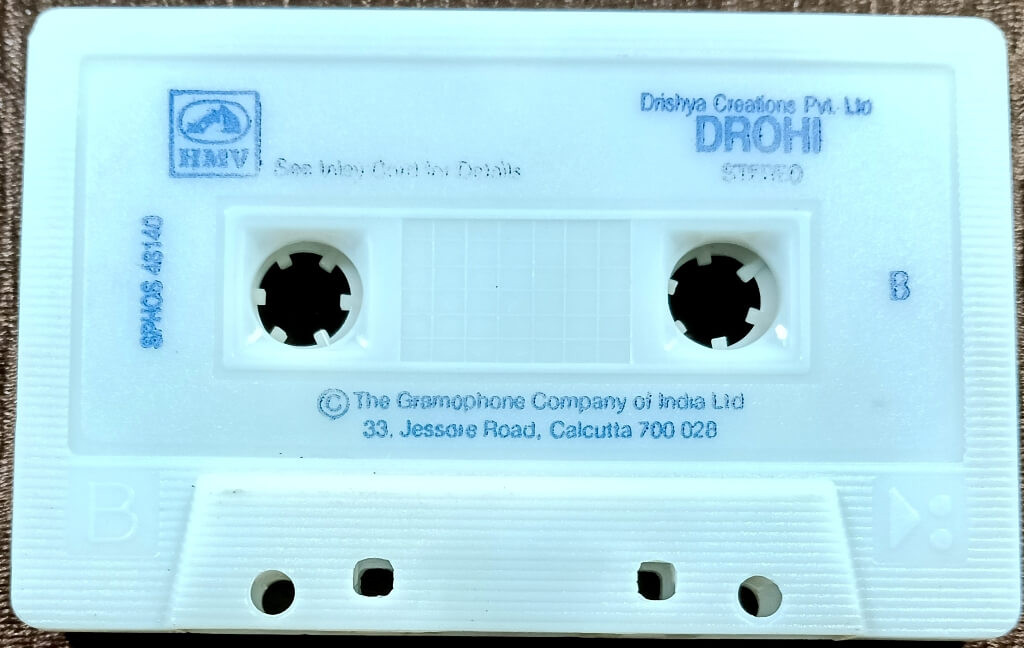 Drishya Creations Pvt. Ltd
DROHI
STEREO
HMV
See Inlay Card for Details
SPHOS 48140
B
© The Gramophone Company of India Ltd
33, Jessore Road, Calcutta 700 028
B